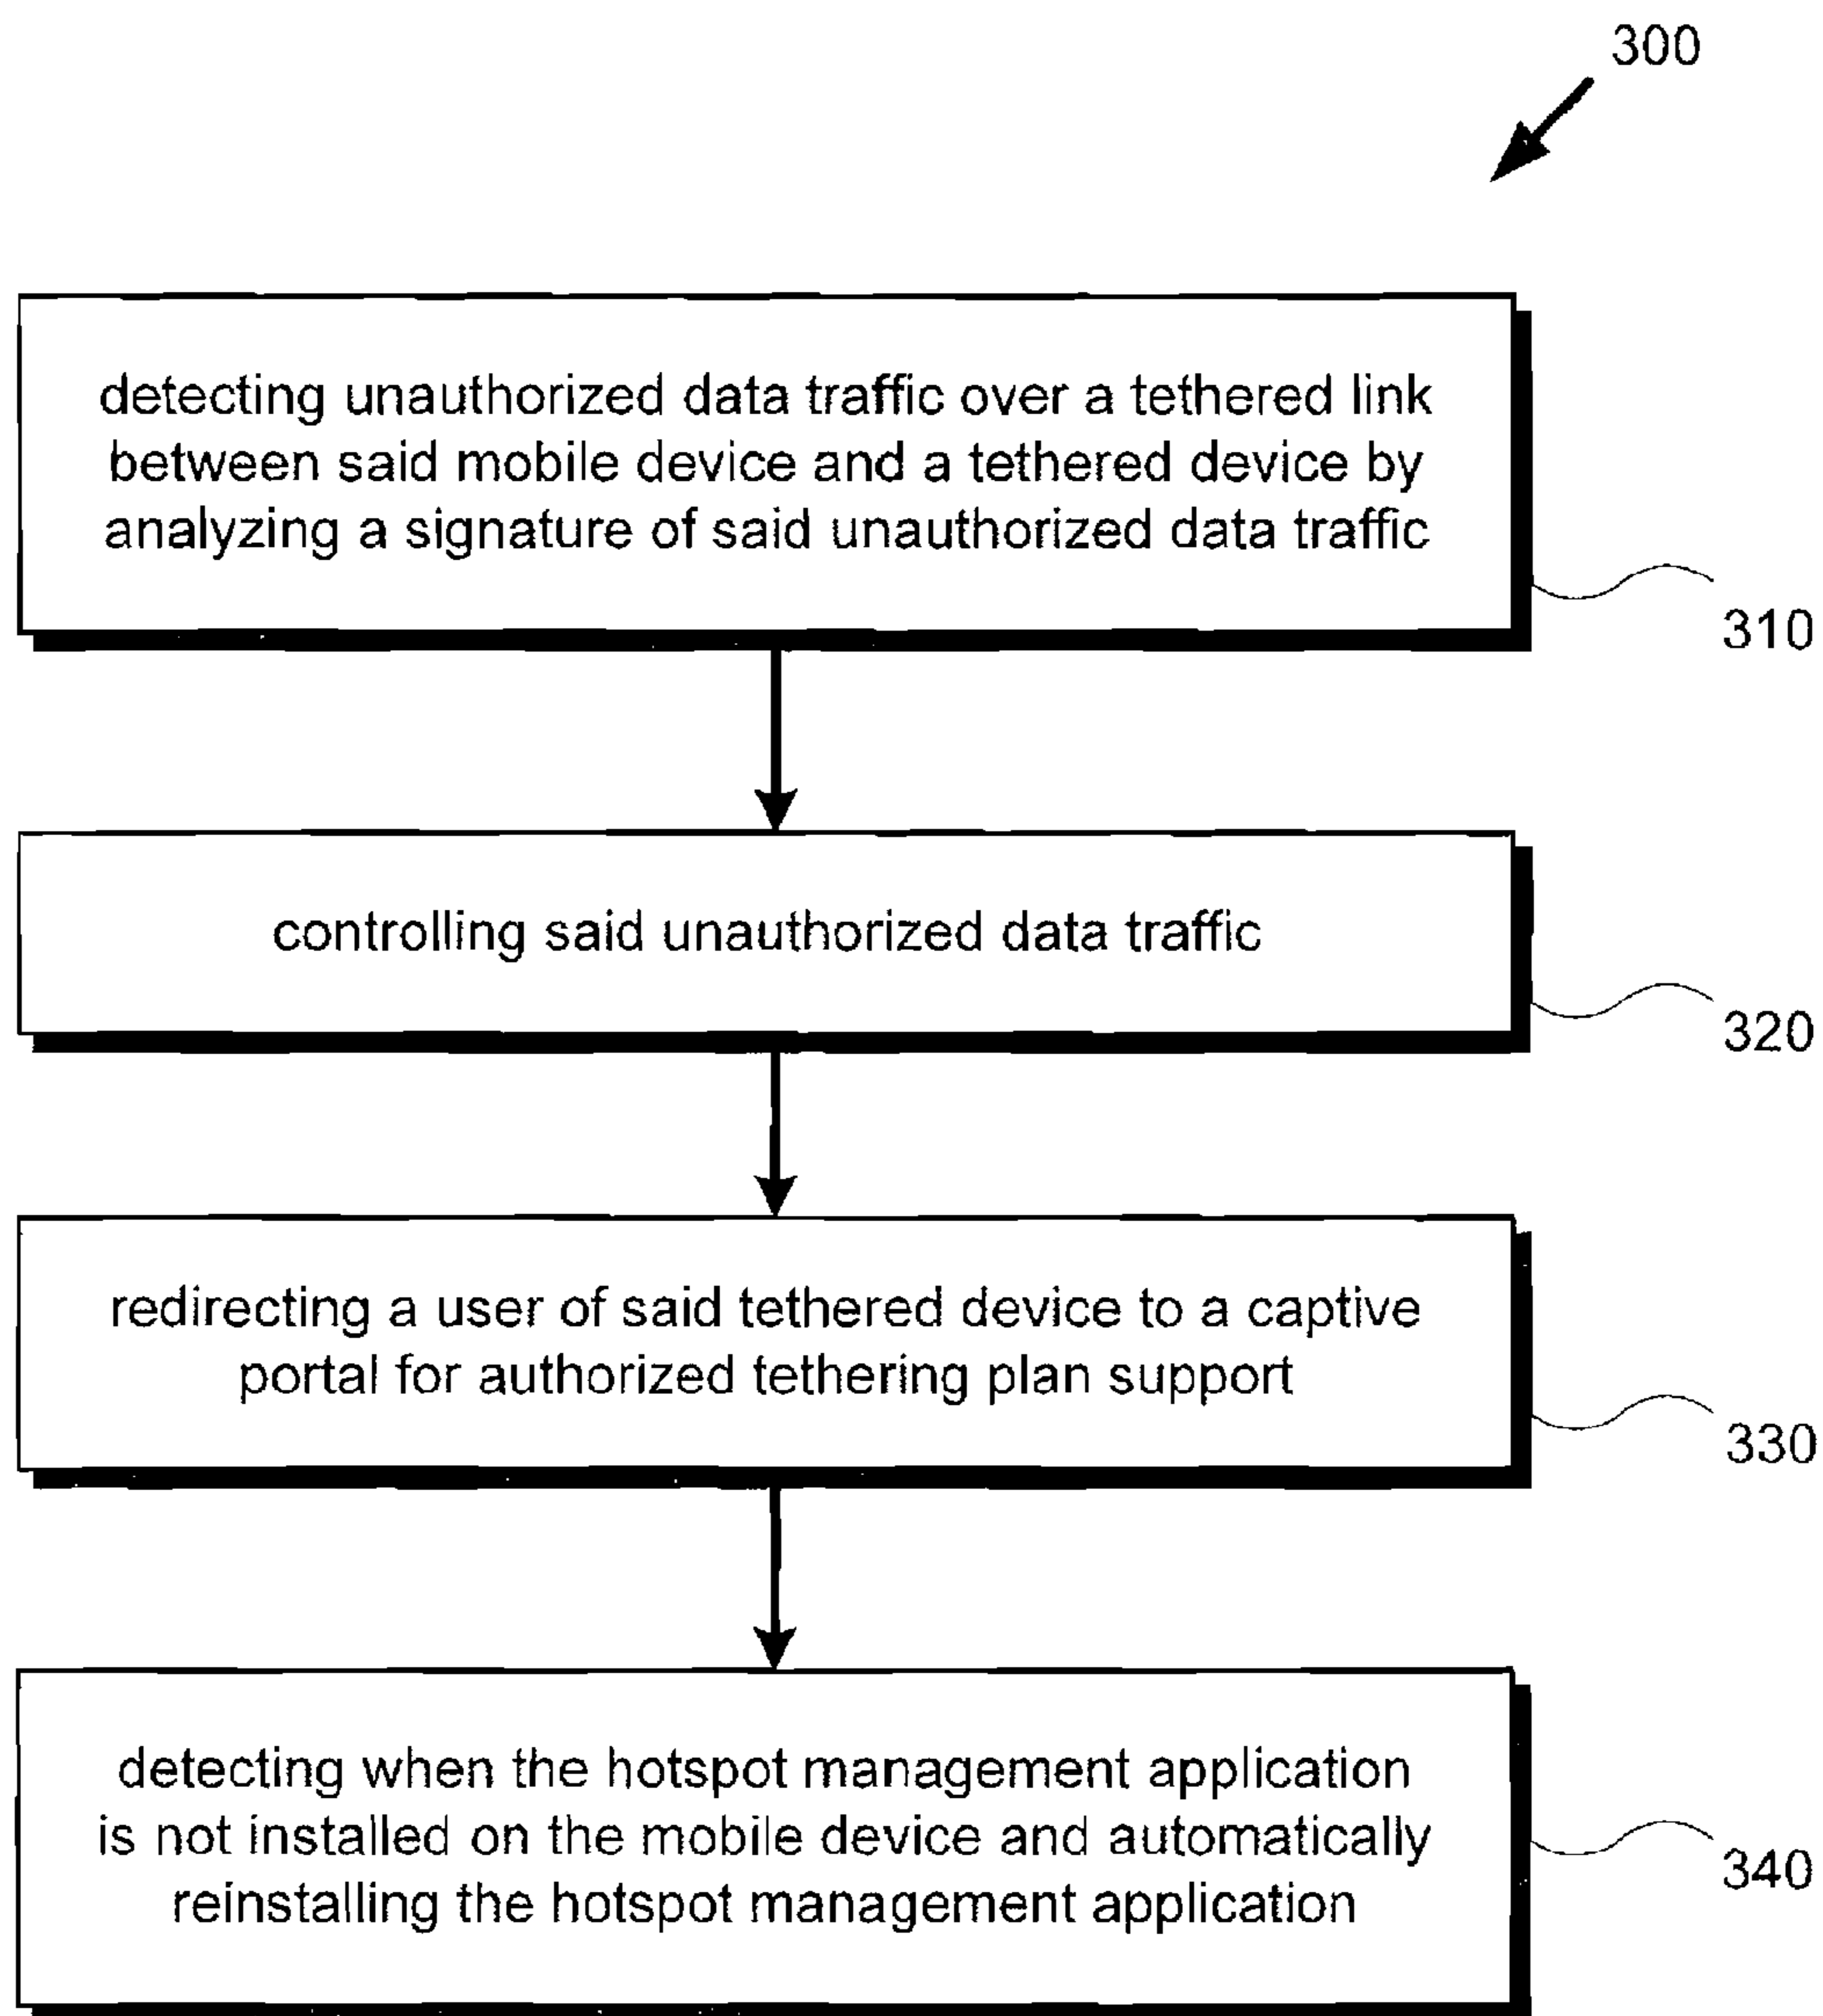 300
detecting unauthorized data traffic over a tethered link
between said mobile device and a tethered device by
analyzing a signature of said unauthorized data traffic
310
controlling said unauthorized data traffic
320
redirecting a user of said tethered device to a captive
portal for authorized tethering plan support
330
detecting when the hotspot management application
is not installed on the mobile device and automatically
reinstalling the hotspot management application
340